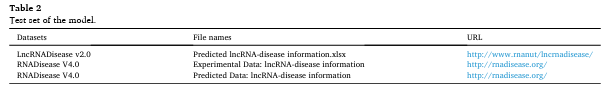 Table 2
Test set of the model.
Datasets File names URL
LncRNADisease v2.0 Predicted lncRNA-disease information.xlsx http://www.rnanut/lncrnadisease/
RNADisease V4.0 Experimental Data: lncRNA-disease information http://rnadisease.org/
RNADisease V4.0 Predicted Data: lncRNA-disease information http://rnadisease.org/